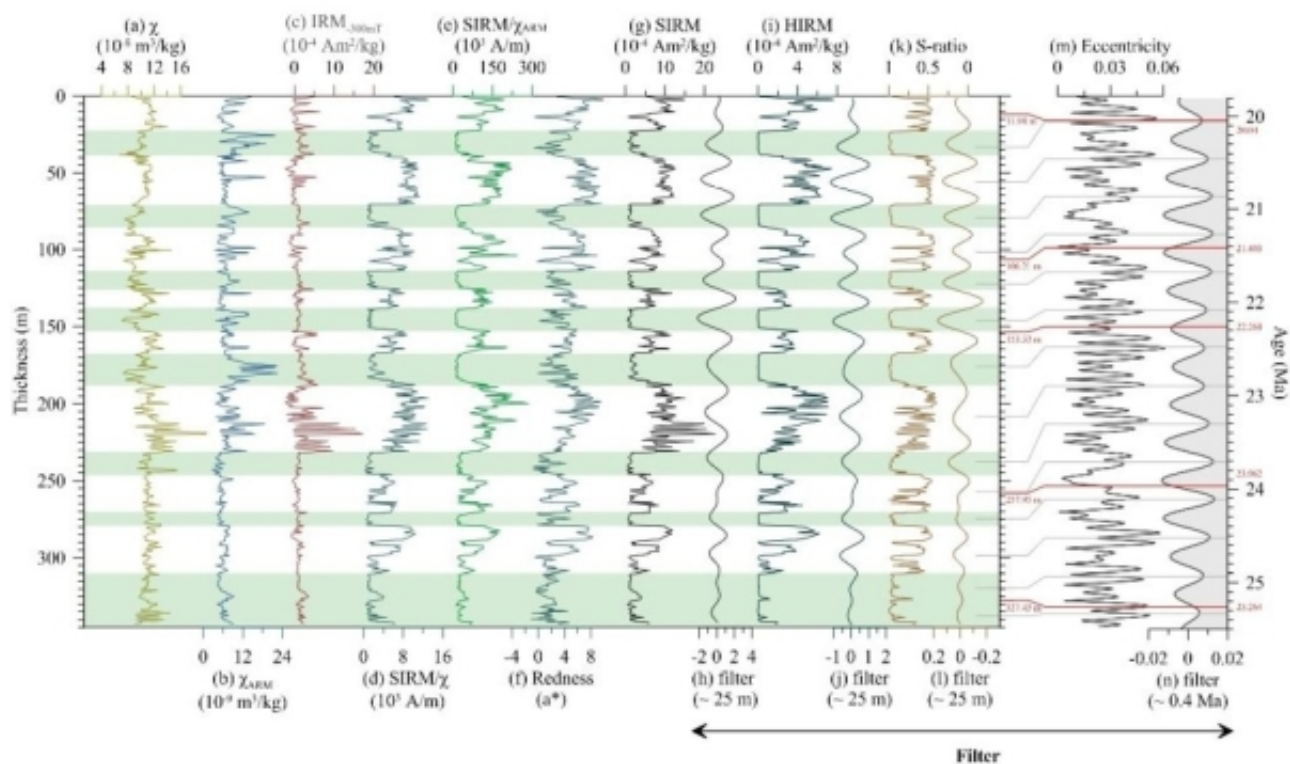 (a) χ
(10⁻⁸ m³/kg)
4 8 12 16
(c) IRM-300mT
(10⁻⁴ Am²/kg)
0 10 20
(e) SIRM/χARM
(10³ A/m)
0 150 300
(g) SIRM
(10⁻⁴ Am²/kg)
0 10 20
(i) HIRM
(10⁻⁴ Am²/kg)
0 4 8
(k) S-ratio
1 0.5 0
(m) Eccentricity
0 0.03 0.06
Thickness (m)
0
50
100
150
200
250
300
Age (Ma)
20
21
22
23
24
25
0 12 24
(b) χARM
(10⁻⁹ m³/kg)
0 8 16
(d) SIRM/χ
(10³ A/m)
-4 0 4 8
(f) Redness
(a*)
-2 0 2 4
(h) filter
(~ 25 m)
-1 0 1 2
(j) filter
(~ 25 m)
0.2 0 -0.2
(l) filter
(~ 25 m)
-0.02 0 0.02
(n) filter
(~ 0.4 Ma)
Filter